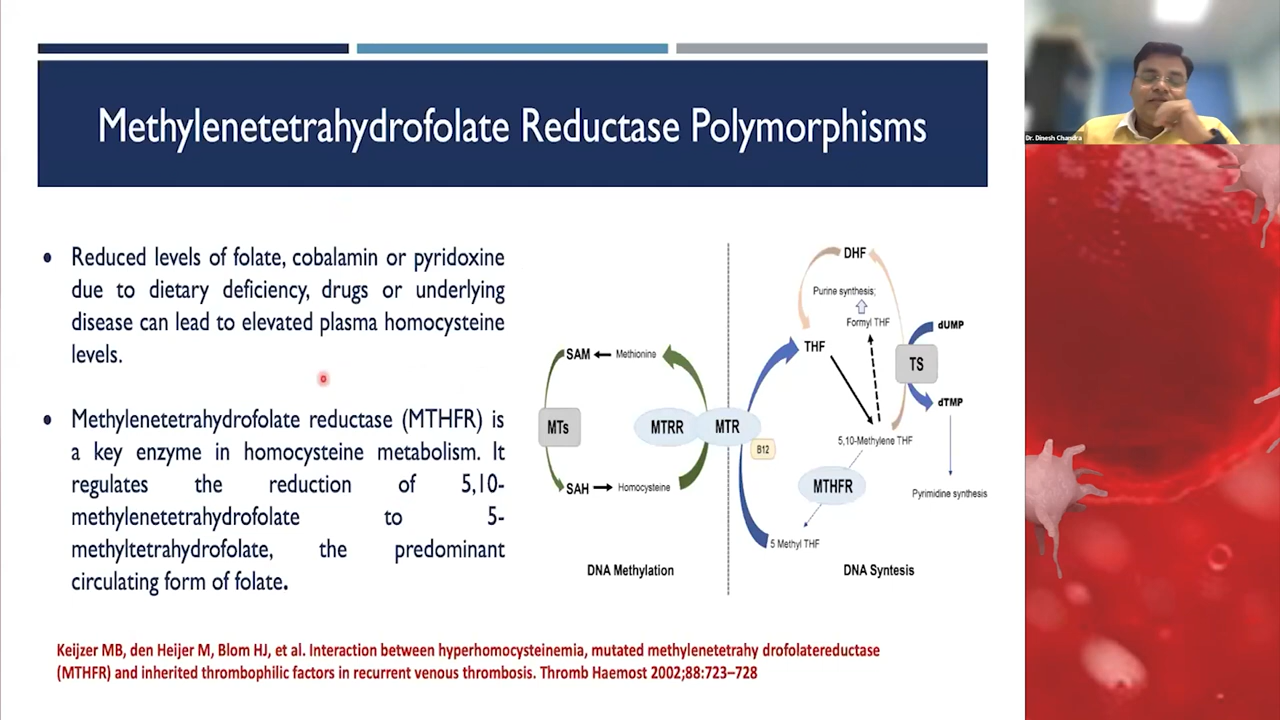 Methylenetetrahydrofolate Reductase Polymorphisms
Dr. Dinesh Chandra
• Reduced levels of folate, cobalamin or pyridoxine
due to dietary deficiency, drugs or underlying
disease can lead to elevated plasma homocysteine
levels.
• Methylenetetrahydrofolate reductase (MTHFR) is
a key enzyme in homocysteine metabolism. It
regulates the reduction of 5,10-
methylenetetrahydrofolate to 5-
methyltetrahydrofolate, the predominant
circulating form of folate.
SAM
Methionine
MTs
MTRR
MTR
B12
SAH
Homocysteine
DNA Methylation
DHF
Purine synthesis;
Formyl THF
THF
dUMP
TS
dTMP
5,10-Methylene THF
MTHFR
Pyrimidine synthesis
5 Methyl THF
DNA Syntesis
Keijzer MB, den Heijer M, Blom HJ, et al. Interaction between hyperhomocysteinemia, mutated methylenetetrahy drofolatereductase
(MTHFR) and inherited thrombophilic factors in recurrent venous thrombosis. Thromb Haemost 2002;88:723–728